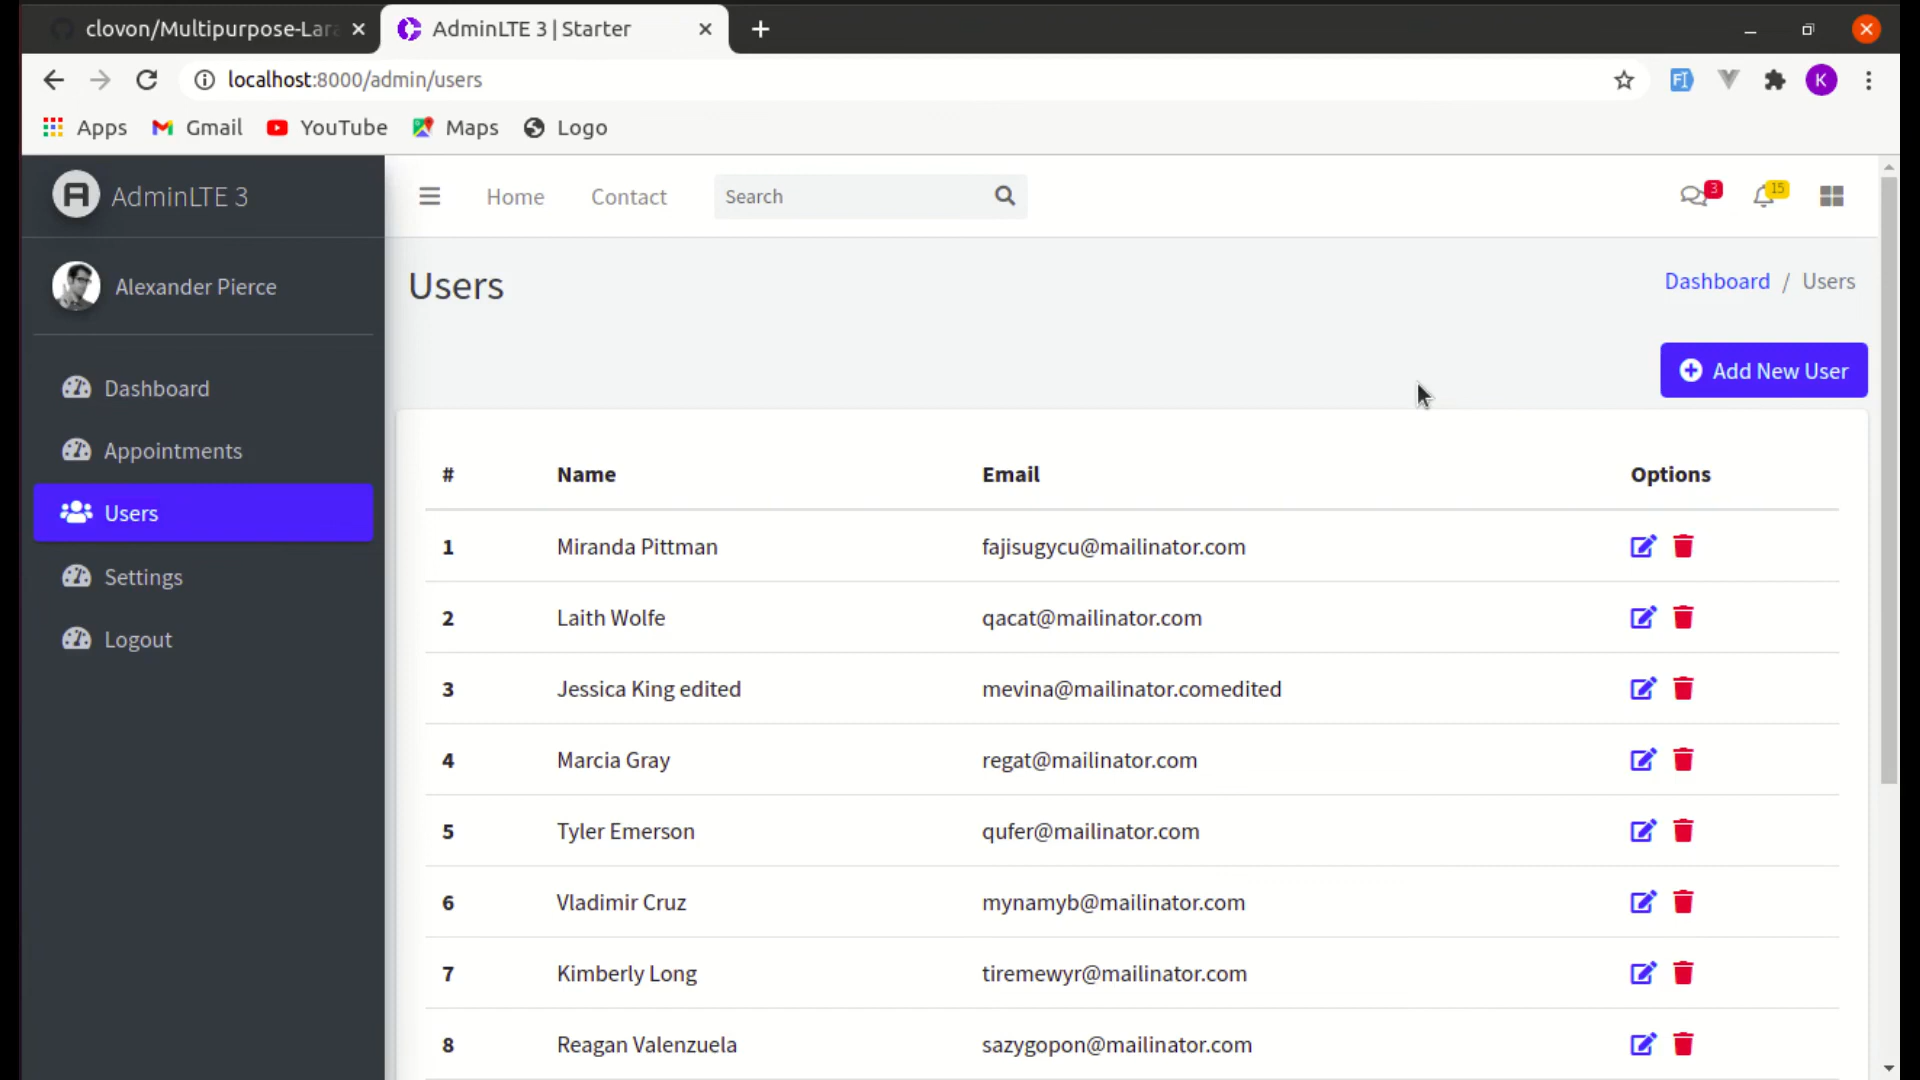 clovon/Multipurpose-Lara
AdminLTE 3 | Starter
localhost:8000/admin/users
K
Apps
Gmail
YouTube
Maps
Logo
AdminLTE 3
Home
Contact
Search
3
15
Alexander Pierce
Users
Dashboard / Users
Add New User
Dashboard
Appointments
Users
Settings
Logout
# Name Email Options
1 Miranda Pittman fajisugycu@mailinator.com
2 Laith Wolfe qacat@mailinator.com
3 Jessica King edited mevina@mailinator.comedited
4 Marcia Gray regat@mailinator.com
5 Tyler Emerson qufer@mailinator.com
6 Vladimir Cruz mynamyb@mailinator.com
7 Kimberly Long tiremewyr@mailinator.com
8 Reagan Valenzuela sazygopon@mailinator.com